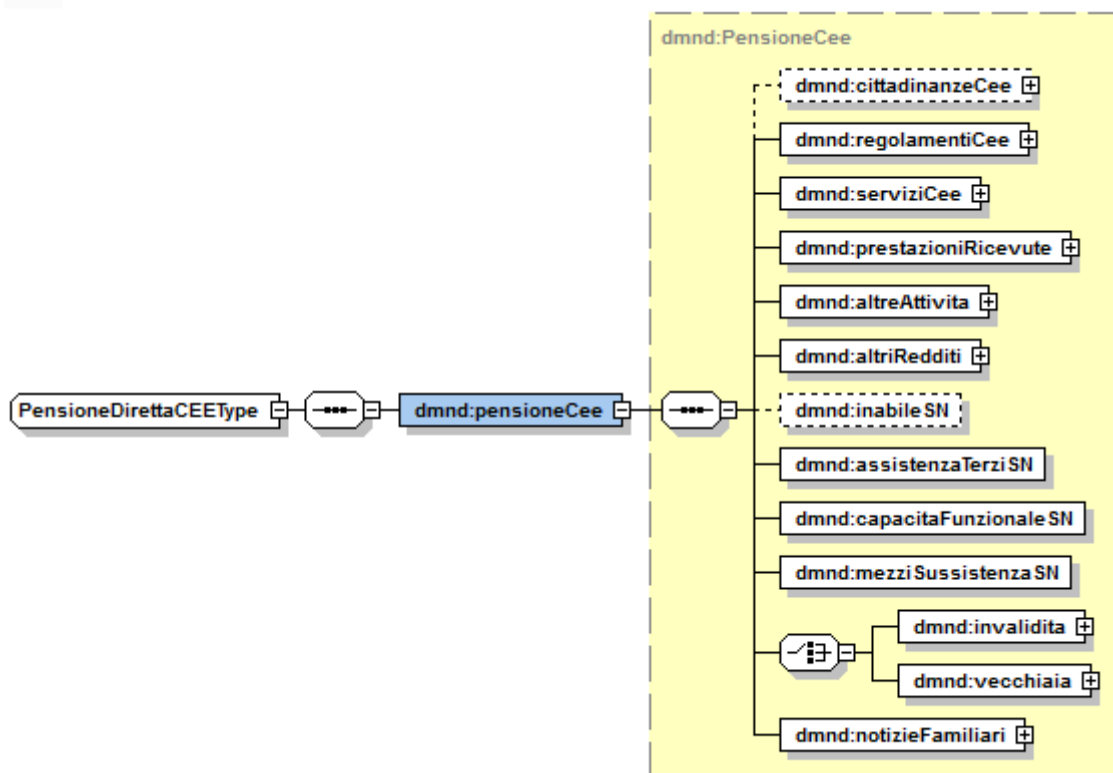 dmnd:PensioneCee
dmnd:cittadinanzeCee
dmnd:regolamentiCee
dmnd:serviziCee
dmnd:prestazioniRicevute
dmnd:altreAttivita
dmnd:altriRedditi
PensioneDirettaCEEType
dmnd:pensioneCee
dmnd:inabileSN
dmnd:assistenzaTerziSN
dmnd:capacitaFunzionaleSN
dmnd:mezziSussistenzaSN
dmnd:invalidita
dmnd:vecchiaia
dmnd:notizieFamiliari